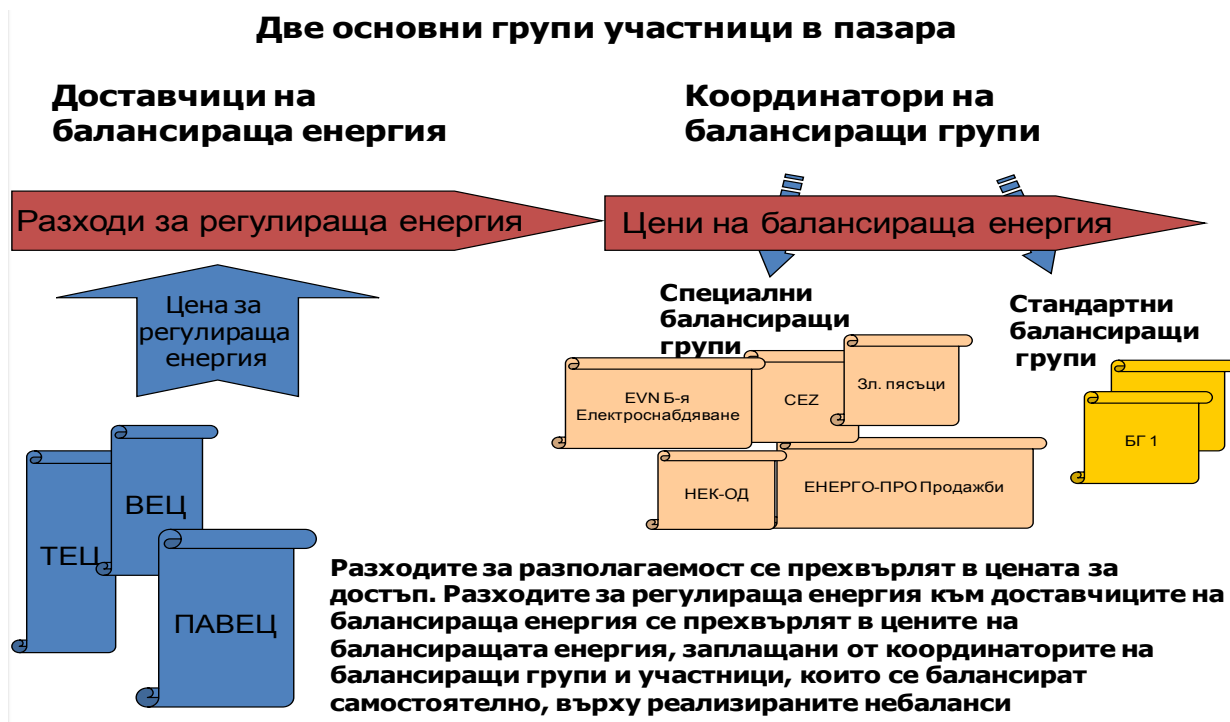 Две основни групи участници в пазара
Доставчици на
балансираща енергия
Координатори на
балансиращи групи
Разходи за регулираща енергия
Цени на балансираща енергия
Цена за
регулираща
енергия
Специални
балансиращи
групи
Стандартни
балансиращи
групи
EVN Б-я
Електроснабдяване
CEZ
Зл. пясъци
НЕК-ОД
ЕНЕРГО-ПРО Продажби
БГ 1
ТЕЦ
ВЕЦ
ПАВЕЦ
Разходите за разполагаемост се прехвърлят в цената за
достъп. Разходите за регулираща енергия към доставчиците на
балансираща енергия се прехвърлят в цените на
балансиращата енергия, заплащани от координаторите на
балансиращи групи и участници, които се балансират
самостоятелно, върху реализираните небаланси